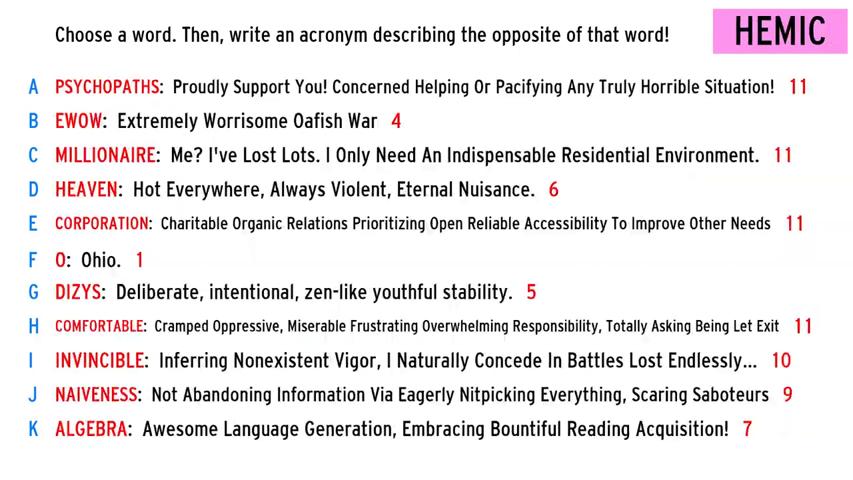 Choose a word. Then, write an acronym describing the opposite of that word!
HEMIC
A PSYCHOPATHS: Proudly Support You! Concerned Helping Or Pacifying Any Truly Horrible Situation! 11
B EWOW: Extremely Worrisome Oafish War 4
C MILLIONAIRE: Me? I've Lost Lots. I Only Need An Indispensable Residential Environment. 11
D HEAVEN: Hot Everywhere, Always Violent, Eternal Nuisance. 6
E CORPORATION: Charitable Organic Relations Prioritizing Open Reliable Accessibility To Improve Other Needs 11
F O: Ohio. 1
G DIZYS: Deliberate, intentional, zen-like youthful stability. 5
H COMFORTABLE: Cramped Oppressive, Miserable Frustrating Overwhelming Responsibility, Totally Asking Being Let Exit 11
I INVINCIBLE: Inferring Nonexistent Vigor, I Naturally Concede In Battles Lost Endlessly... 10
J NAIVENESS: Not Abandoning Information Via Eagerly Nitpicking Everything, Scaring Saboteurs 9
K ALGEBRA: Awesome Language Generation, Embracing Bountiful Reading Acquisition! 7